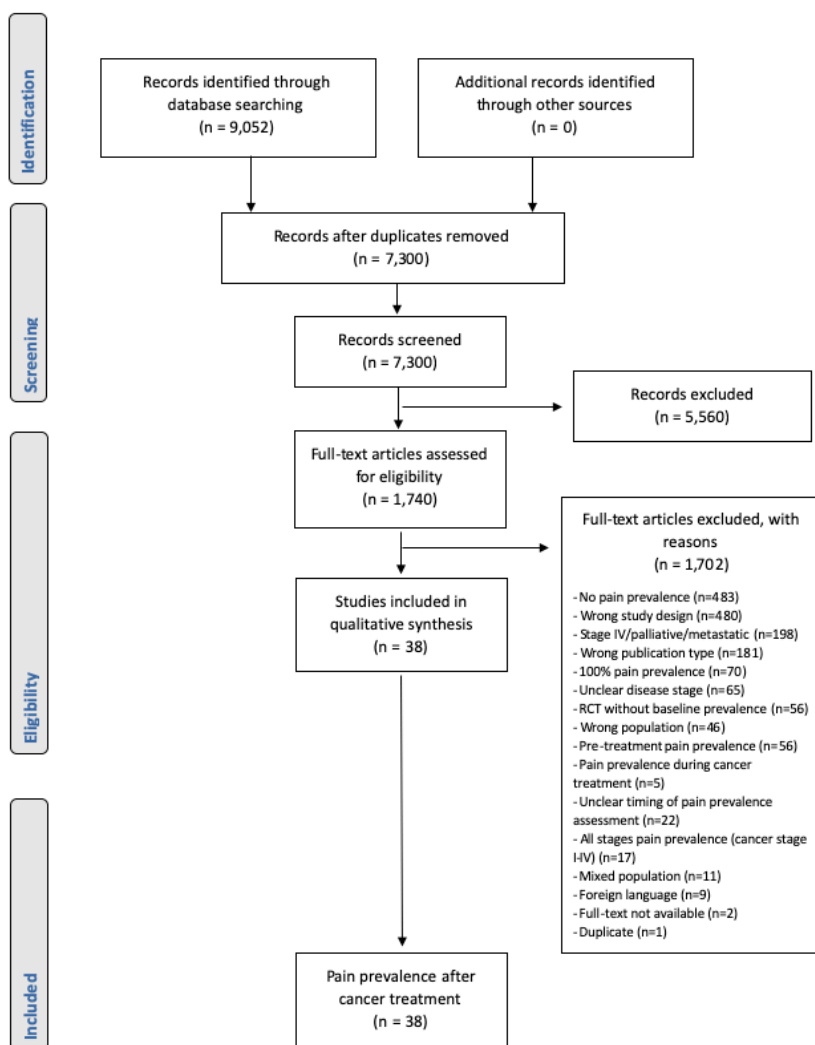 Identification
Records identified through
database searching
(n = 9,052)
Additional records identified
through other sources
(n = 0)
Screening
Records after duplicates removed
(n = 7,300)
Records screened
(n = 7,300)
Records excluded
(n = 5,560)
Eligibility
Full-text articles assessed
for eligibility
(n = 1,740)
Full-text articles excluded, with
reasons
(n = 1,702)
- No pain prevalence (n=483)
- Wrong study design (n=480)
- Stage IV/palliative/metastatic (n=198)
- Wrong publication type (n=181)
- 100% pain prevalence (n=70)
- Unclear disease stage (n=65)
- RCT without baseline prevalence (n=56)
- Wrong population (n=46)
- Pre-treatment pain prevalence (n=56)
- Pain prevalence during cancer
treatment (n=5)
- Unclear timing of pain prevalence
assessment (n=22)
- All stages pain prevalence (cancer stage
I-IV) (n=17)
- Mixed population (n=11)
- Foreign language (n=9)
- Full-text not available (n=2)
- Duplicate (n=1)
Studies included in
qualitative synthesis
(n = 38)
Included
Pain prevalence after
cancer treatment
(n = 38)